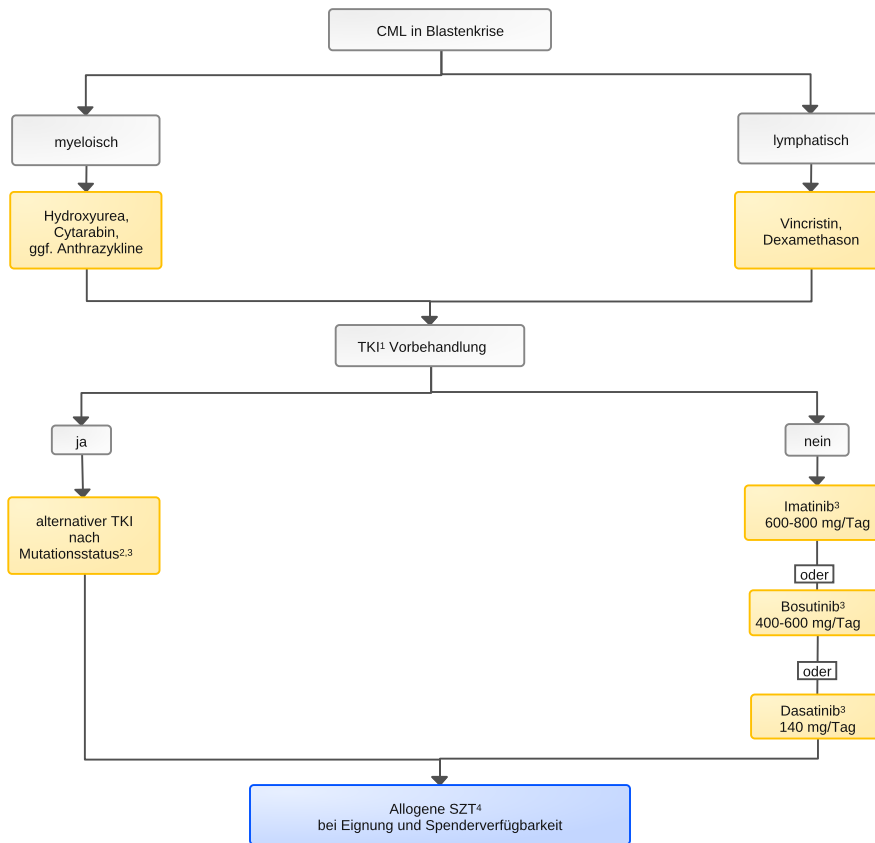 CML in Blastenkrise
myeloisch
lymphatisch
Hydroxyurea,
Cytarabin,
ggf. Anthrazykline
Vincristin,
Dexamethason
TKI¹ Vorbehandlung
ja
nein
alternativer TKI
nach
Mutationsstatus²,³
Imatinib³
600-800 mg/Tag
oder
Bosutinib³
400-600 mg/Tag
oder
Dasatinib³
140 mg/Tag
Allogene SZT⁴
bei Eignung und Spenderverfügbarkeit